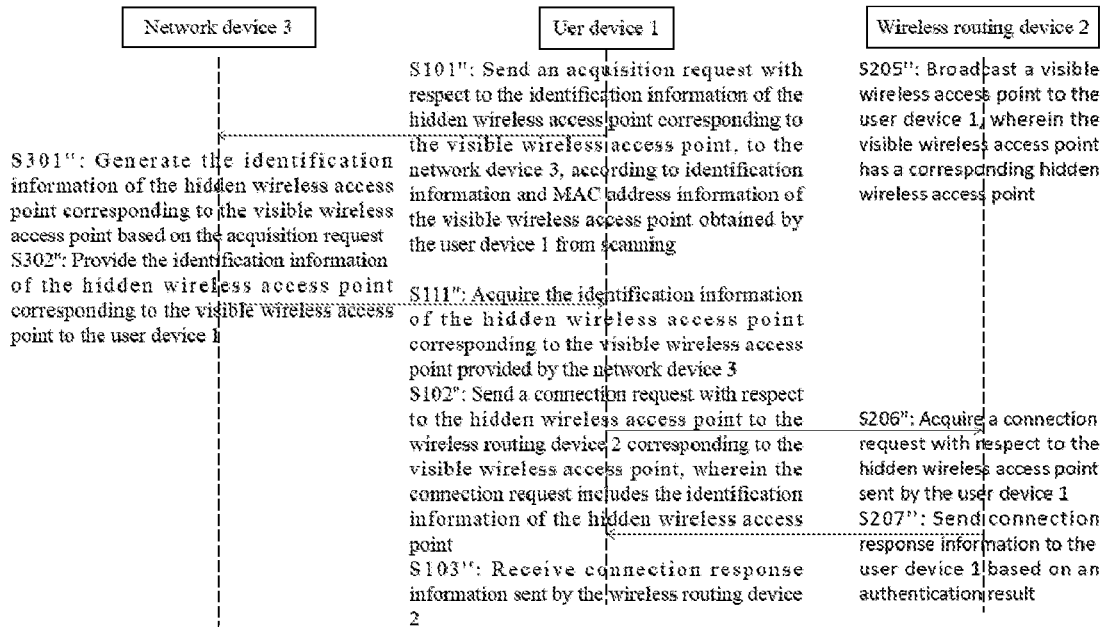 Network device 3
Uer device 1
Wireless routing device 2
S101": Send an acquisition request with
respect to the identification information of the
hidden wireless access point corresponding to
the visible wireless access point, to the
network device 3, according to identification
information and MAC address information of
the visible wireless access point obtained by
the user device 1 from scanning
S205": Broadcast a visible
wireless access point to the
user device 1, wherein the
visible wireless access point
has a corresponding hidden
wireless access point
S301": Generate the identification
information of the hidden wireless access
point corresponding to the visible wireless
access point based on the acquisition request
S302": Provide the identification information
of the hidden wireless access point
corresponding to the visible wireless access
point to the user device 1
S111": Acquire the identification information
of the hidden wireless access point
corresponding to the visible wireless access
point provided by the network device 3
S102": Send a connection request with respect
to the hidden wireless access point to the
wireless routing device 2 corresponding to the
visible wireless access point, wherein the
connection request includes the identification
information of the hidden wireless access
point
S103": Receive connection response
information sent by the wireless routing device
2
S206": Acquire a connection
request with respect to the
hidden wireless access point
sent by the user device 1
S207": Send connection
response information to the
user device 1 based on an
authentication result